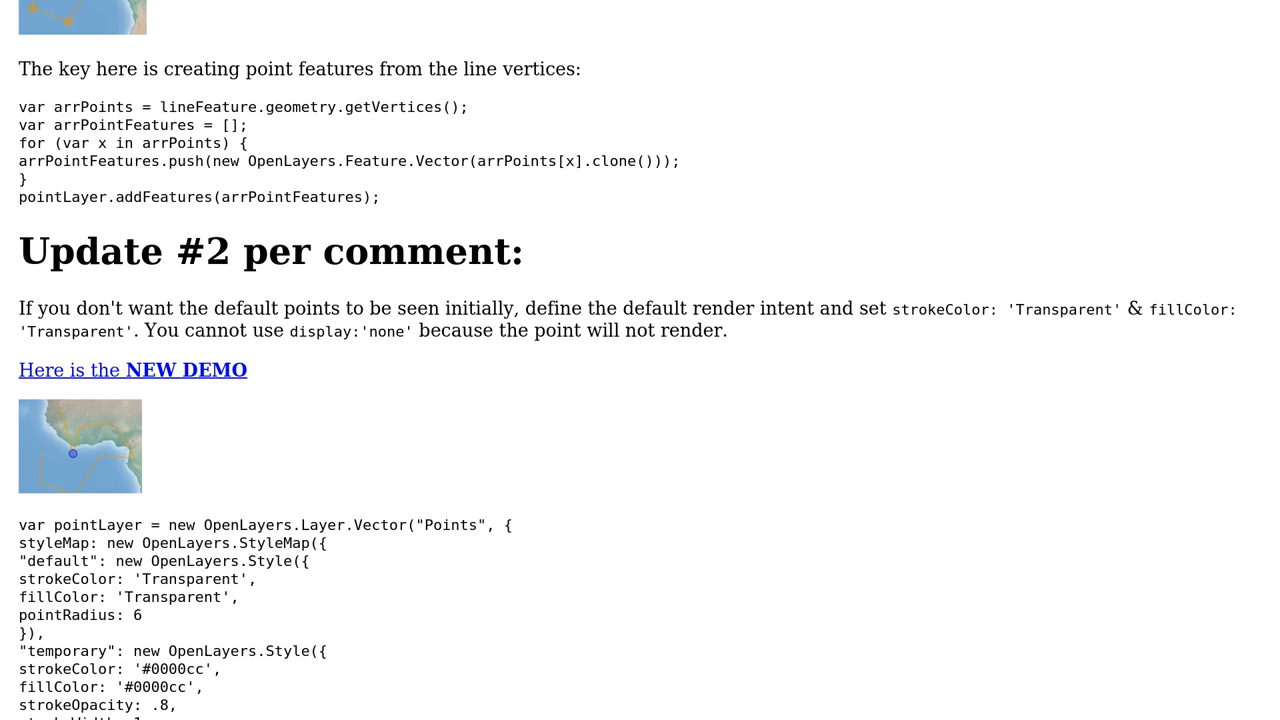 The key here is creating point features from the line vertices:
var arrPoints = lineFeature.geometry.getVertices();
var arrPointFeatures = [];
for (var x in arrPoints) {
arrPointFeatures.push(new OpenLayers.Feature.Vector(arrPoints[x].clone()));
}
pointLayer.addFeatures(arrPointFeatures);
Update #2 per comment:
If you don't want the default points to be seen initially, define the default render intent and set strokeColor: 'Transparent' & fillColor:
'Transparent'. You cannot use display:'none' because the point will not render.
Here is the NEW DEMO
var pointLayer = new OpenLayers.Layer.Vector("Points", {
styleMap: new OpenLayers.StyleMap({
"default": new OpenLayers.Style({
strokeColor: 'Transparent',
fillColor: 'Transparent',
pointRadius: 6
}),
"temporary": new OpenLayers.Style({
strokeColor: '#0000cc',
fillColor: '#0000cc',
strokeOpacity: .8,